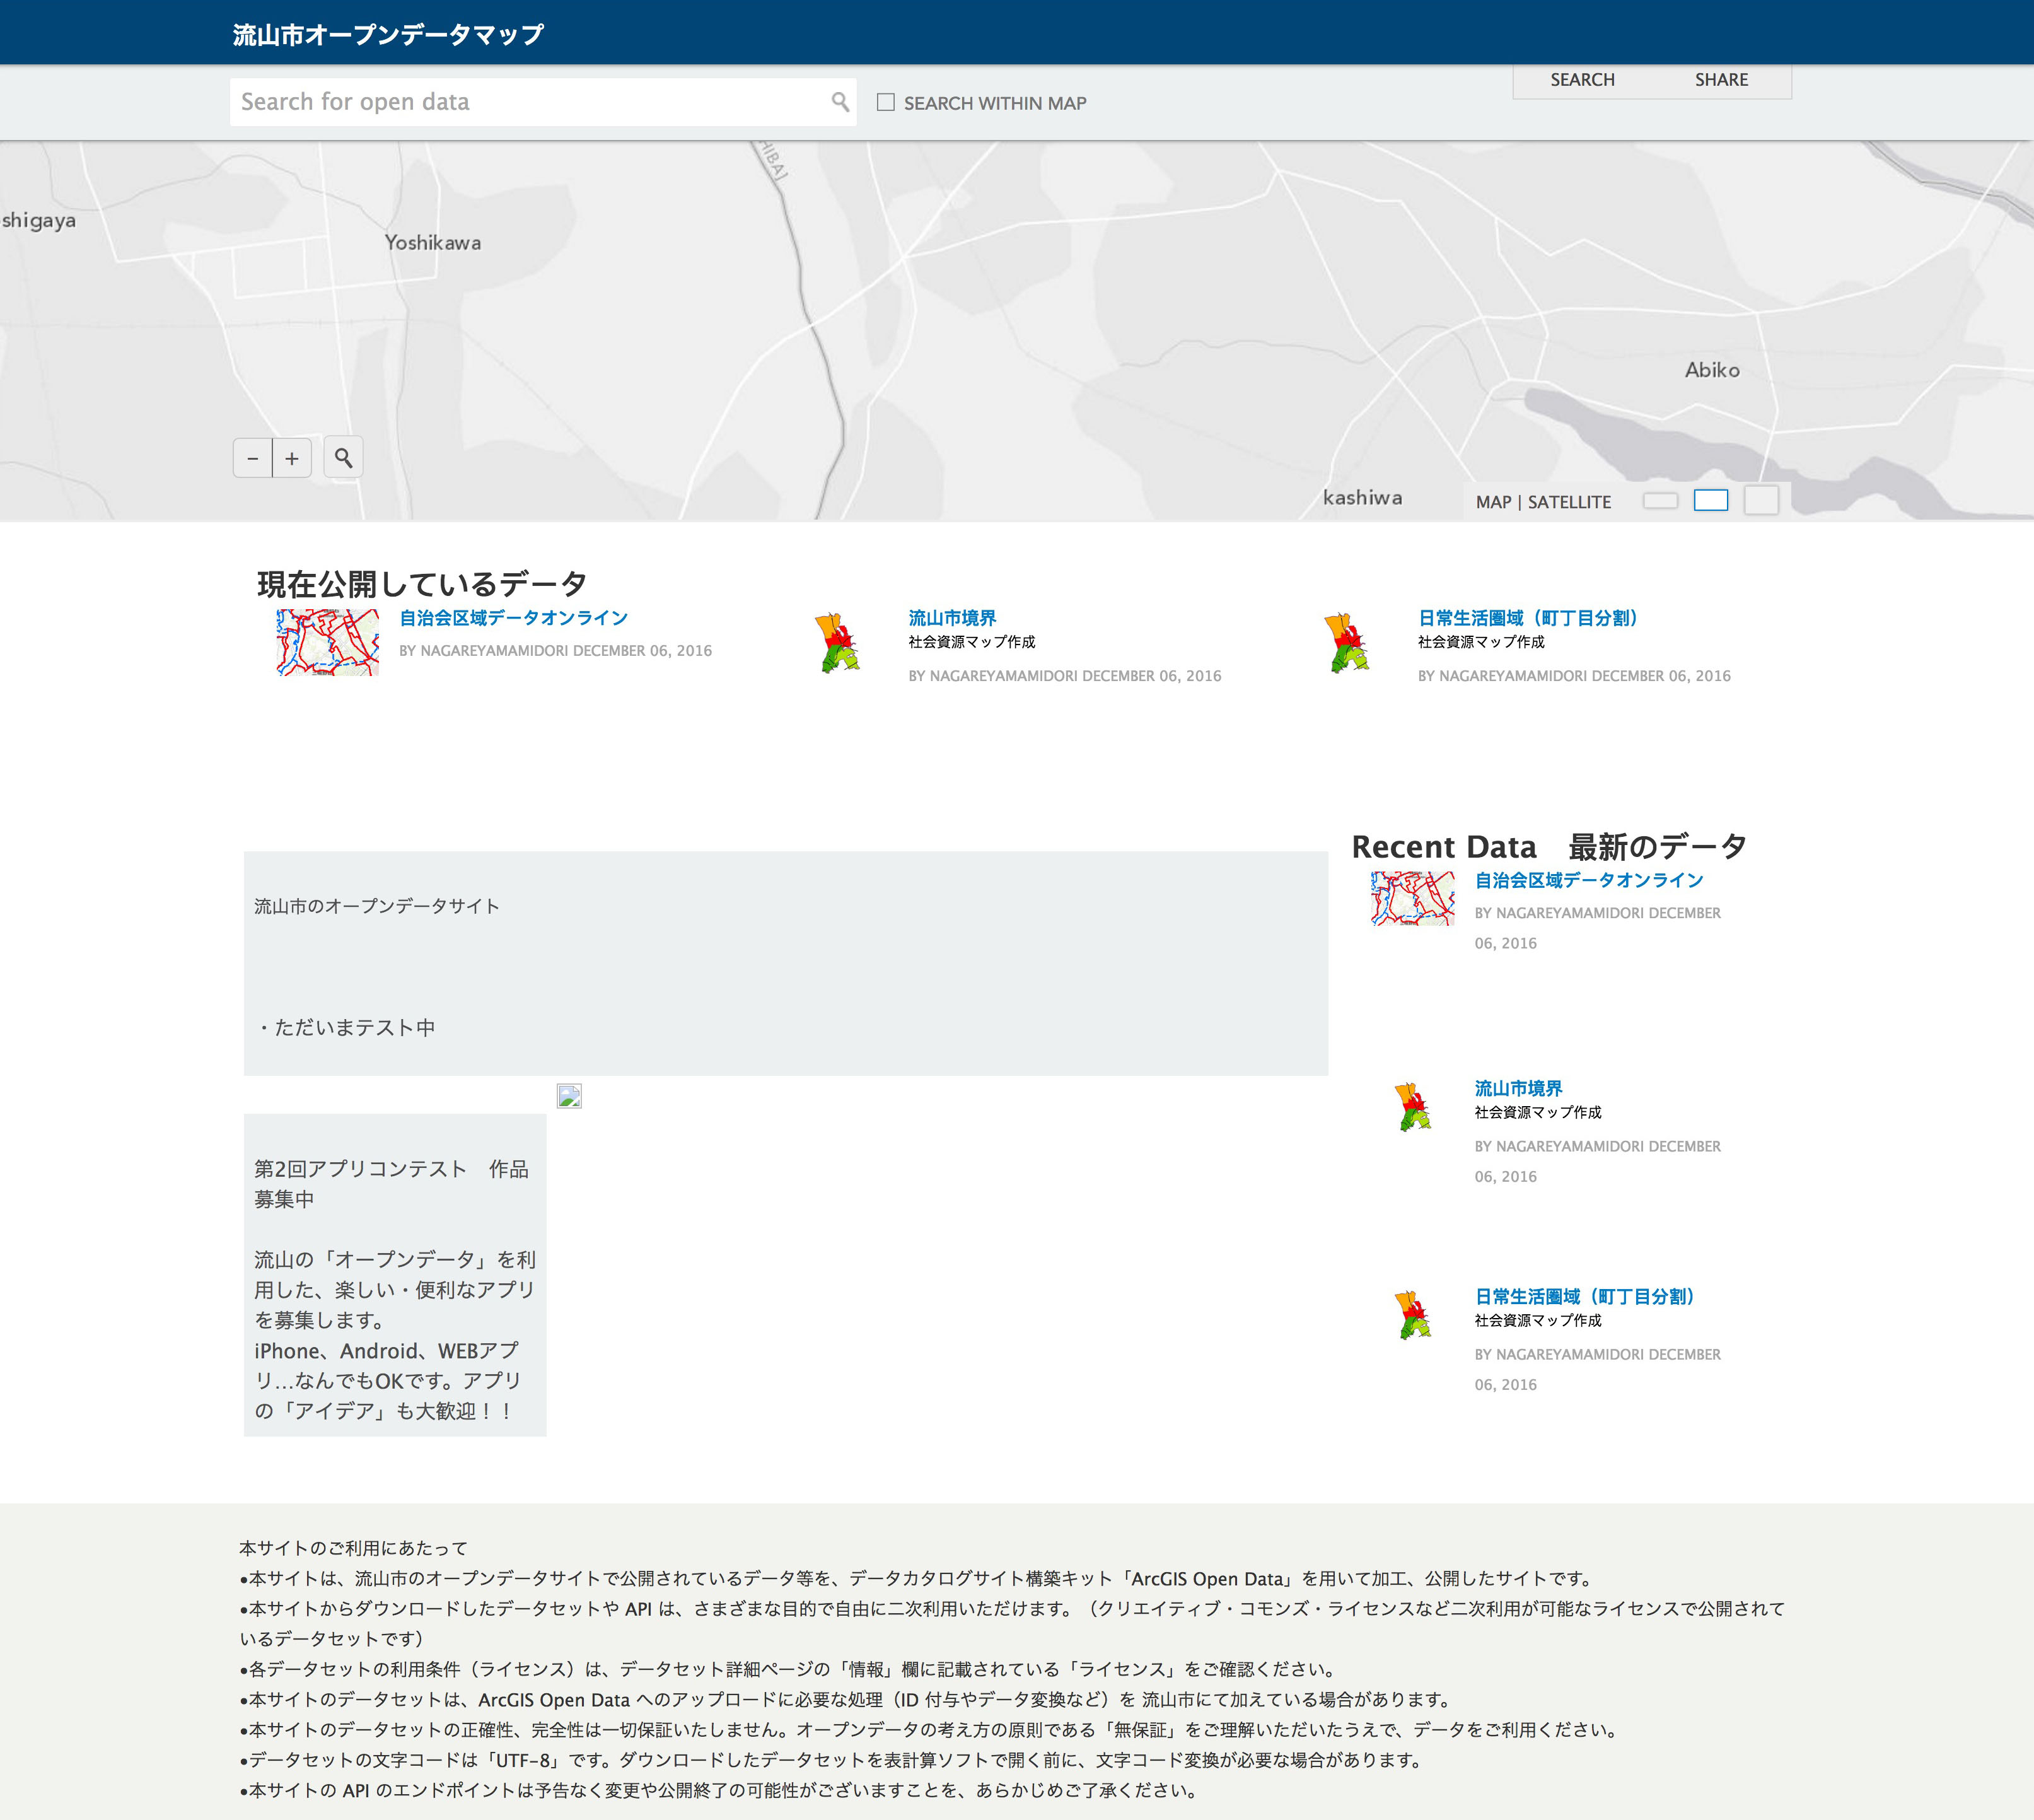 流山市オープンデータマップ
Search for open data
SEARCH WITHIN MAP
SEARCH SHARE
HIBA]
shigaya
Yoshikawa
Abiko
kashiwa
− +
MAP | SATELLITE
現在公開しているデータ
自治会区域データオンライン
BY NAGAREYAMAMIDORI DECEMBER 06, 2016
流山市境界
社会資源マップ作成
BY NAGAREYAMAMIDORI DECEMBER 06, 2016
日常生活圏域（町丁目分割）
社会資源マップ作成
BY NAGAREYAMAMIDORI DECEMBER 06, 2016
流山市のオープンデータサイト
・ただいまテスト中
第2回アプリコンテスト　作品
募集中
流山の「オープンデータ」を利
用した、楽しい・便利なアプリ
を募集します。
iPhone、Android、WEBアプ
リ...なんでもOKです。アプリ
の「アイデア」も大歓迎！！
Recent Data　最新のデータ
自治会区域データオンライン
BY NAGAREYAMAMIDORI DECEMBER
06, 2016
流山市境界
社会資源マップ作成
BY NAGAREYAMAMIDORI DECEMBER
06, 2016
日常生活圏域（町丁目分割）
社会資源マップ作成
BY NAGAREYAMAMIDORI DECEMBER
06, 2016
本サイトのご利用にあたって
•本サイトは、流山市のオープンデータサイトで公開されているデータ等を、データカタログサイト構築キット「ArcGIS Open Data」を用いて加工、公開したサイトです。
•本サイトからダウンロードしたデータセットや API は、さまざまな目的で自由に二次利用いただけます。（クリエイティブ・コモンズ・ライセンスなど二次利用が可能なライセンスで公開されて
いるデータセットです）
•各データセットの利用条件（ライセンス）は、データセット詳細ページの「情報」欄に記載されている「ライセンス」をご確認ください。
•本サイトのデータセットは、ArcGIS Open Data へのアップロードに必要な処理（ID 付与やデータ変換など）を 流山市にて加えている場合があります。
•本サイトのデータセットの正確性、完全性は一切保証いたしません。オープンデータの考え方の原則である「無保証」をご理解いただいたうえで、データをご利用ください。
•データセットの文字コードは「UTF-8」です。ダウンロードしたデータセットを表計算ソフトで開く前に、文字コード変換が必要な場合があります。
•本サイトの API のエンドポイントは予告なく変更や公開終了の可能性がございますことを、あらかじめご了承ください。